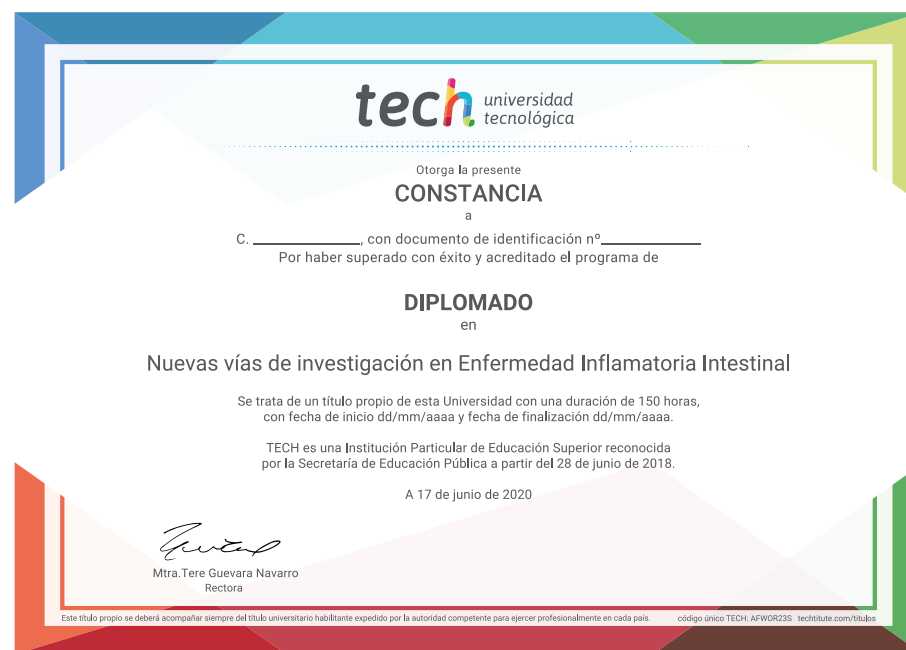 tech universidad
tecnológica
Otorga la presente
CONSTANCIA
a
C. ____________, con documento de identificación nº____________
Por haber superado con éxito y acreditado el programa de
DIPLOMADO
en
Nuevas vías de investigación en Enfermedad Inflamatoria Intestinal
Se trata de un título propio de esta Universidad con una duración de 150 horas,
con fecha de inicio dd/mm/aaaa y fecha de finalización dd/mm/aaaa.
TECH es una Institución Particular de Educación Superior reconocida
por la Secretaría de Educación Pública a partir del 28 de junio de 2018.
A 17 de junio de 2020
Mtra.Tere Guevara Navarro
Rectora
Este título propio se deberá acompañar siempre del título universitario habilitante expedido por la autoridad competente para ejercer profesionalmente en cada país. código único TECH: AFWOR23S techtitute.com/titulos